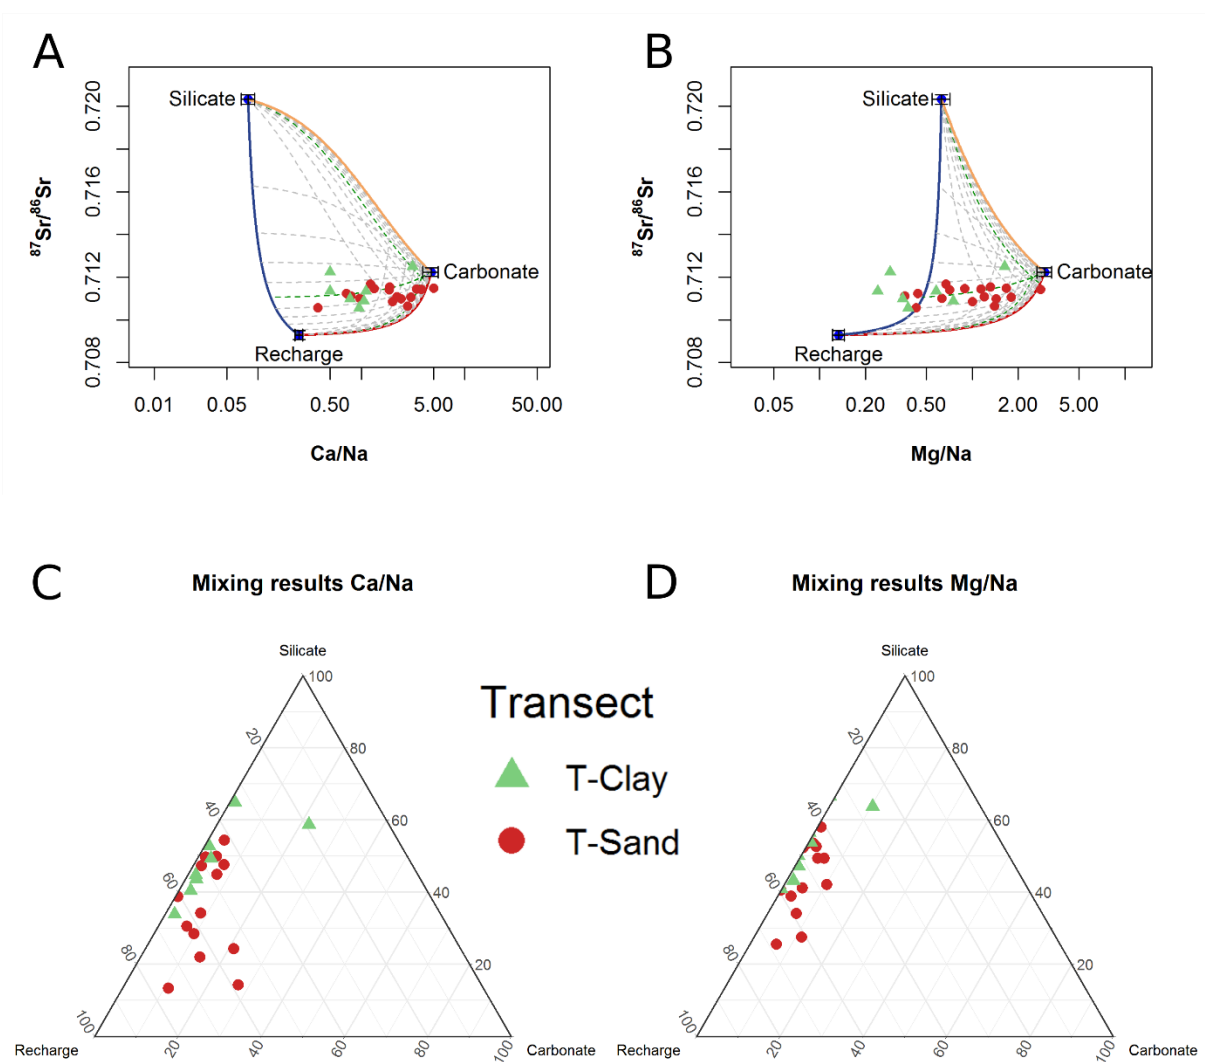 A
B
0.720
0.716
0.712
0.708
87Sr/86Sr
Silicate
Carbonate
Recharge
0.01
0.05
0.50
5.00
50.00
Ca/Na
0.720
0.716
0.712
0.708
87Sr/86Sr
Silicate
Carbonate
Recharge
0.05
0.20
0.50
2.00
5.00
Mg/Na
C
Mixing results Ca/Na
D
Mixing results Mg/Na
Silicate
100
20
80
40
60
60
40
80
20
100
Recharge
20
40
60
80
100
Carbonate
Transect
T-Clay
T-Sand
Silicate
100
20
80
40
60
60
40
80
20
100
Recharge
20
40
60
80
100
Carbonate